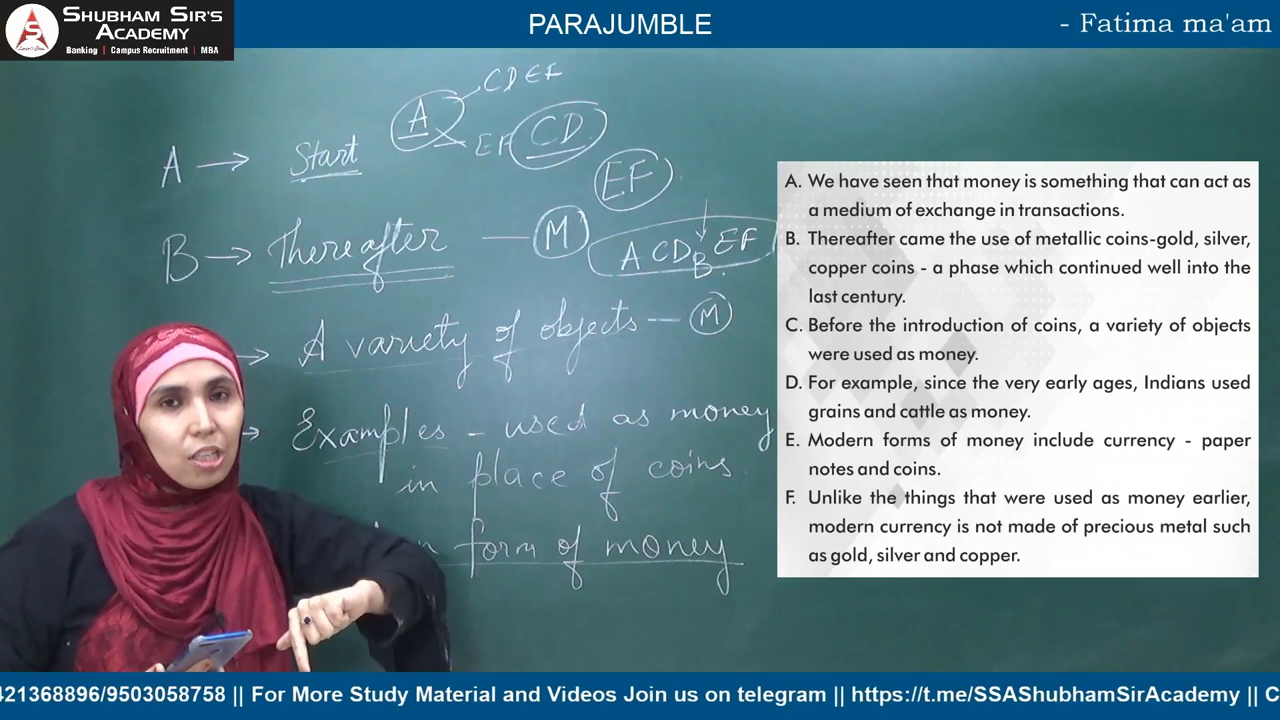 SHUBHAM SIR'S
ACADEMY
Banking | Campus Recruitment | MBA
PARAJUMBLE
- Fatima ma'am
A → Start
A
CDEF
EF CD
EF
B → Thereafter — M
A CD B EF
→ A variety of objects — M
→ Examples - used as money
in place of coins.
form of money
A. We have seen that money is something that can act as
a medium of exchange in transactions.
B. Thereafter came the use of metallic coins-gold, silver,
copper coins - a phase which continued well into the
last century.
C. Before the introduction of coins, a variety of objects
were used as money.
D. For example, since the very early ages, Indians used
grains and cattle as money.
E. Modern forms of money include currency - paper
notes and coins.
F. Unlike the things that were used as money earlier,
modern currency is not made of precious metal such
as gold, silver and copper.
421368896/9503058758 || For More Study Material and Videos Join us on telegram || https://t.me/SSAShubhamSirAcademy || C